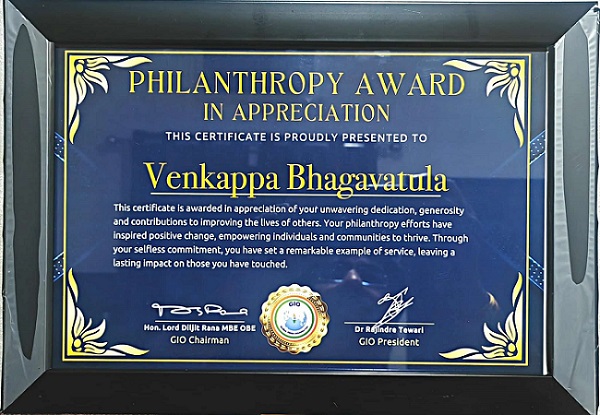 PHILANTHROPY AWARD
IN APPRECIATION
THIS CERTIFICATE IS PROUDLY PRESENTED TO
Venkappa Bhagavatula
This certificate is awarded in appreciation of your unwavering dedication, generosity
and contributions to improving the lives of others. Your philanthropy efforts have
inspired positive change, empowering individuals and communities to thrive. Through
your selfless commitment, you have set a remarkable example of service, leaving a
lasting impact on those you have touched.
GIO
Hon. Lord Diljit Rana MBE OBE
GIO Chairman
Dr Rajindre Tewari
GIO President